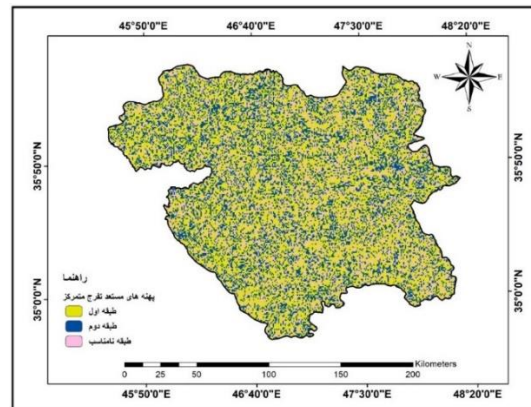 45°50'0"E 46°40'0"E 47°30'0"E 48°20'0"E
N
W E
S
35°50'0"N 35°50'0"N
35°0'0"N 35°0'0"N
راهنما
پهنه های مستعد تفرج متمرکز
طبقه اول
طبقه دوم
طبقه نامناسب
Kilometers
0 25 50 100 150 200
45°50'0"E 46°40'0"E 47°30'0"E 48°20'0"E